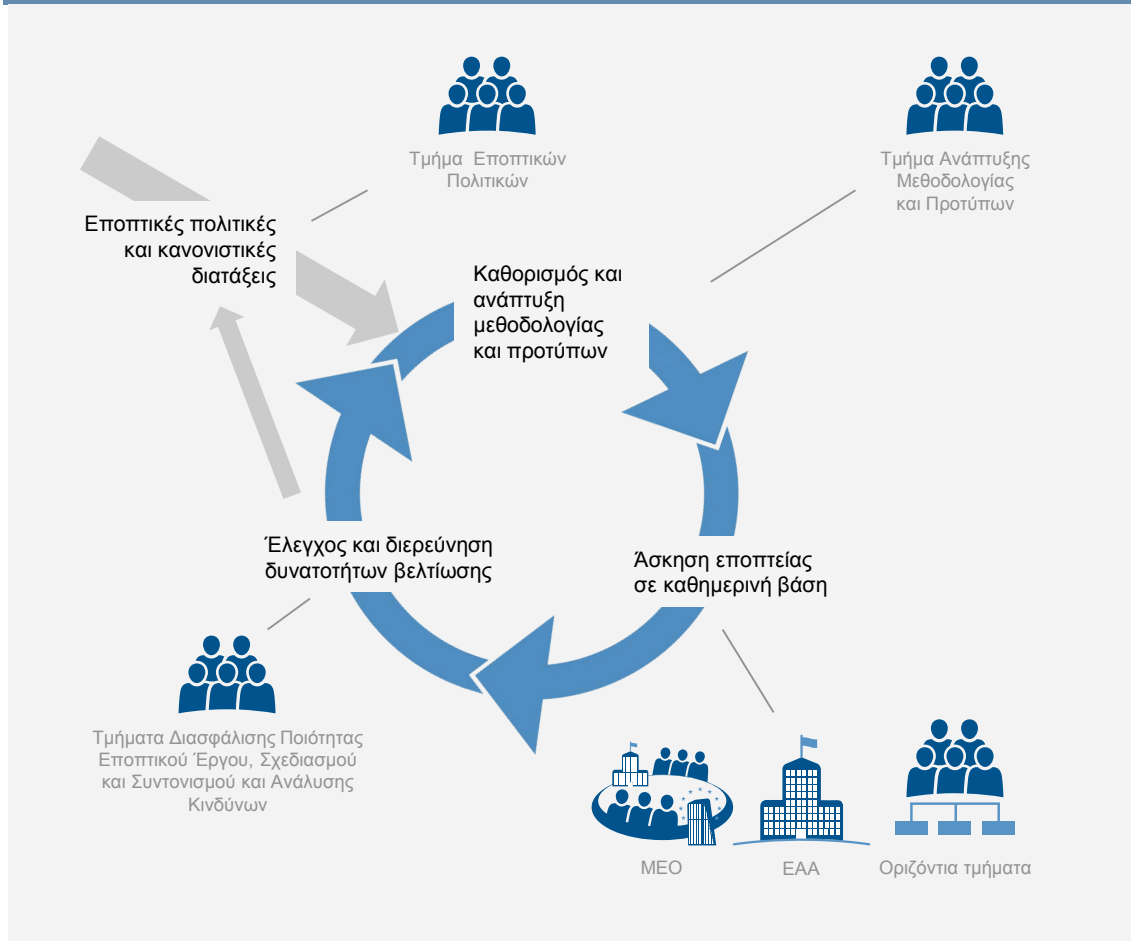 Τμήμα Εποπτικών
Πολιτικών
Τμήμα Ανάπτυξης
Μεθοδολογίας
και Προτύπων
Εποπτικές πολιτικές
και κανονιστικές
διατάξεις
Καθορισμός και
ανάπτυξη
μεθοδολογίας
και προτύπων
Έλεγχος και διερεύνηση
δυνατοτήτων βελτίωσης
Άσκηση εποπτείας
σε καθημερινή βάση
Τμήματα Διασφάλισης Ποιότητας
Εποπτικού Έργου, Σχεδιασμού
και Συντονισμού και Ανάλυσης
Κινδύνων
ΜΕΟ
ΕΑΑ
Οριζόντια τμήματα